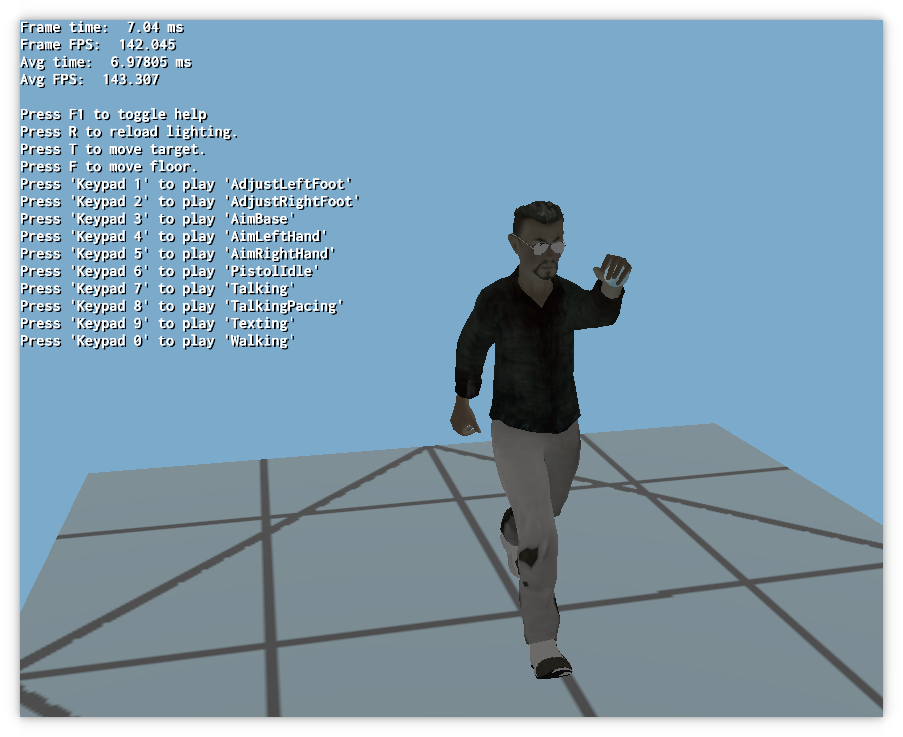 Frame time:  7.04 ms
Frame FPS:  142.045
Avg time:  6.97805 ms
Avg FPS:  143.307
Press F1 to toggle help
Press R to reload lighting.
Press T to move target.
Press F to move floor.
Press 'Keypad 1' to play 'AdjustLeftFoot'
Press 'Keypad 2' to play 'AdjustRightFoot'
Press 'Keypad 3' to play 'AimBase'
Press 'Keypad 4' to play 'AimLeftHand'
Press 'Keypad 5' to play 'AimRightHand'
Press 'Keypad 6' to play 'PistolIdle'
Press 'Keypad 7' to play 'Talking'
Press 'Keypad 8' to play 'TalkingPacing'
Press 'Keypad 9' to play 'Texting'
Press 'Keypad 0' to play 'Walking'